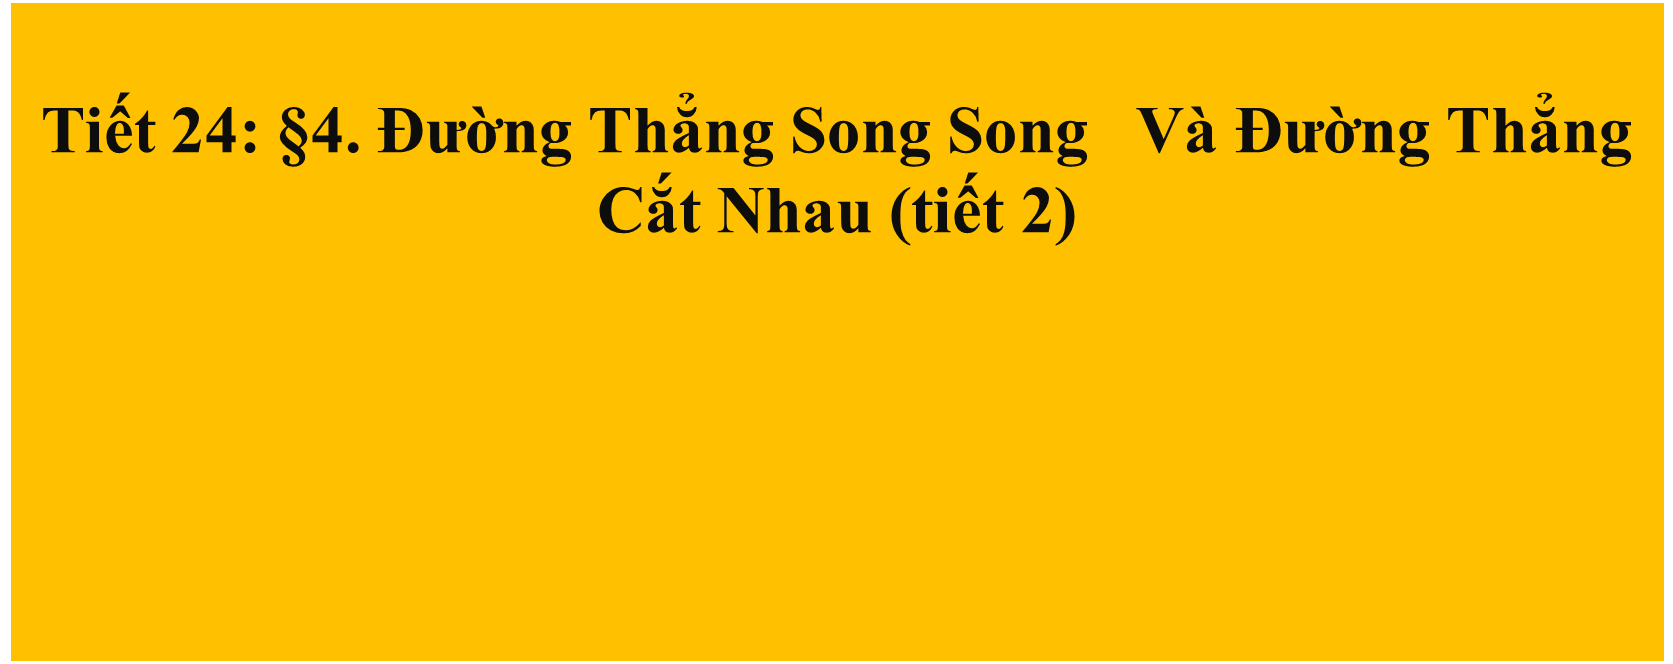 Tiết 24: §4. Đường Thẳng Song Song Và Đường Thẳng
Cắt Nhau (tiết 2)